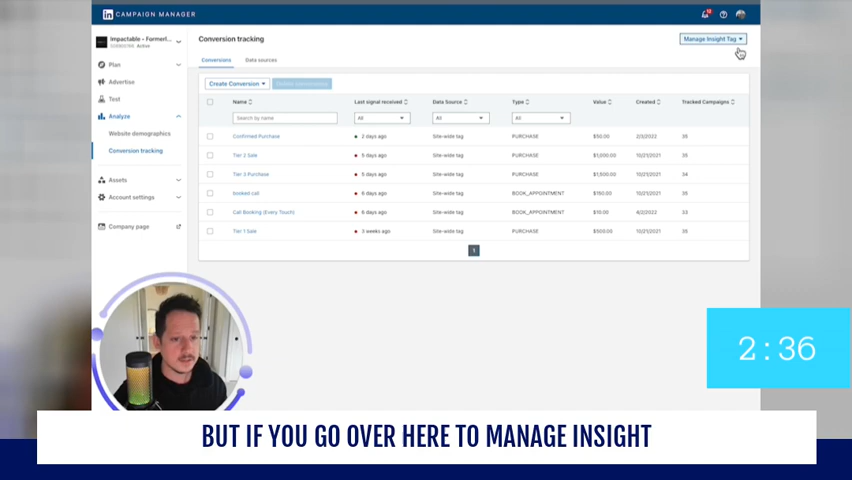 in CAMPAIGN MANAGER
Impactable - Formerl...
Active
Conversion tracking
Manage Insight Tag
Plan
Advertise
Test
Analyze
Website demographics
Conversion tracking
Assets
Account settings
Company page
Conversions
Data sources
Create Conversion
Name
Last signal received
Data Source
Type
Value
Created
Tracked Campaigns
Search by name
All
All
All
Confirmed Purchase 2 days ago Site-wide tag PURCHASE $50.00 2/3/2022 35
Tier 2 Sale 5 days ago Site-wide tag PURCHASE $1,000.00 10/21/2021 35
Tier 3 Purchase 5 days ago Site-wide tag PURCHASE $1,500.00 10/21/2021 34
booked call 6 days ago Site-wide tag BOOK_APPOINTMENT $150.00 10/21/2021 35
Call Booking (Every Touch) 6 days ago Site-wide tag BOOK_APPOINTMENT $10.00 4/2/2022 33
Tier 1 Sale 3 weeks ago Site-wide tag PURCHASE $500.00 10/21/2021 35
1
2:36
BUT IF YOU GO OVER HERE TO MANAGE INSIGHT